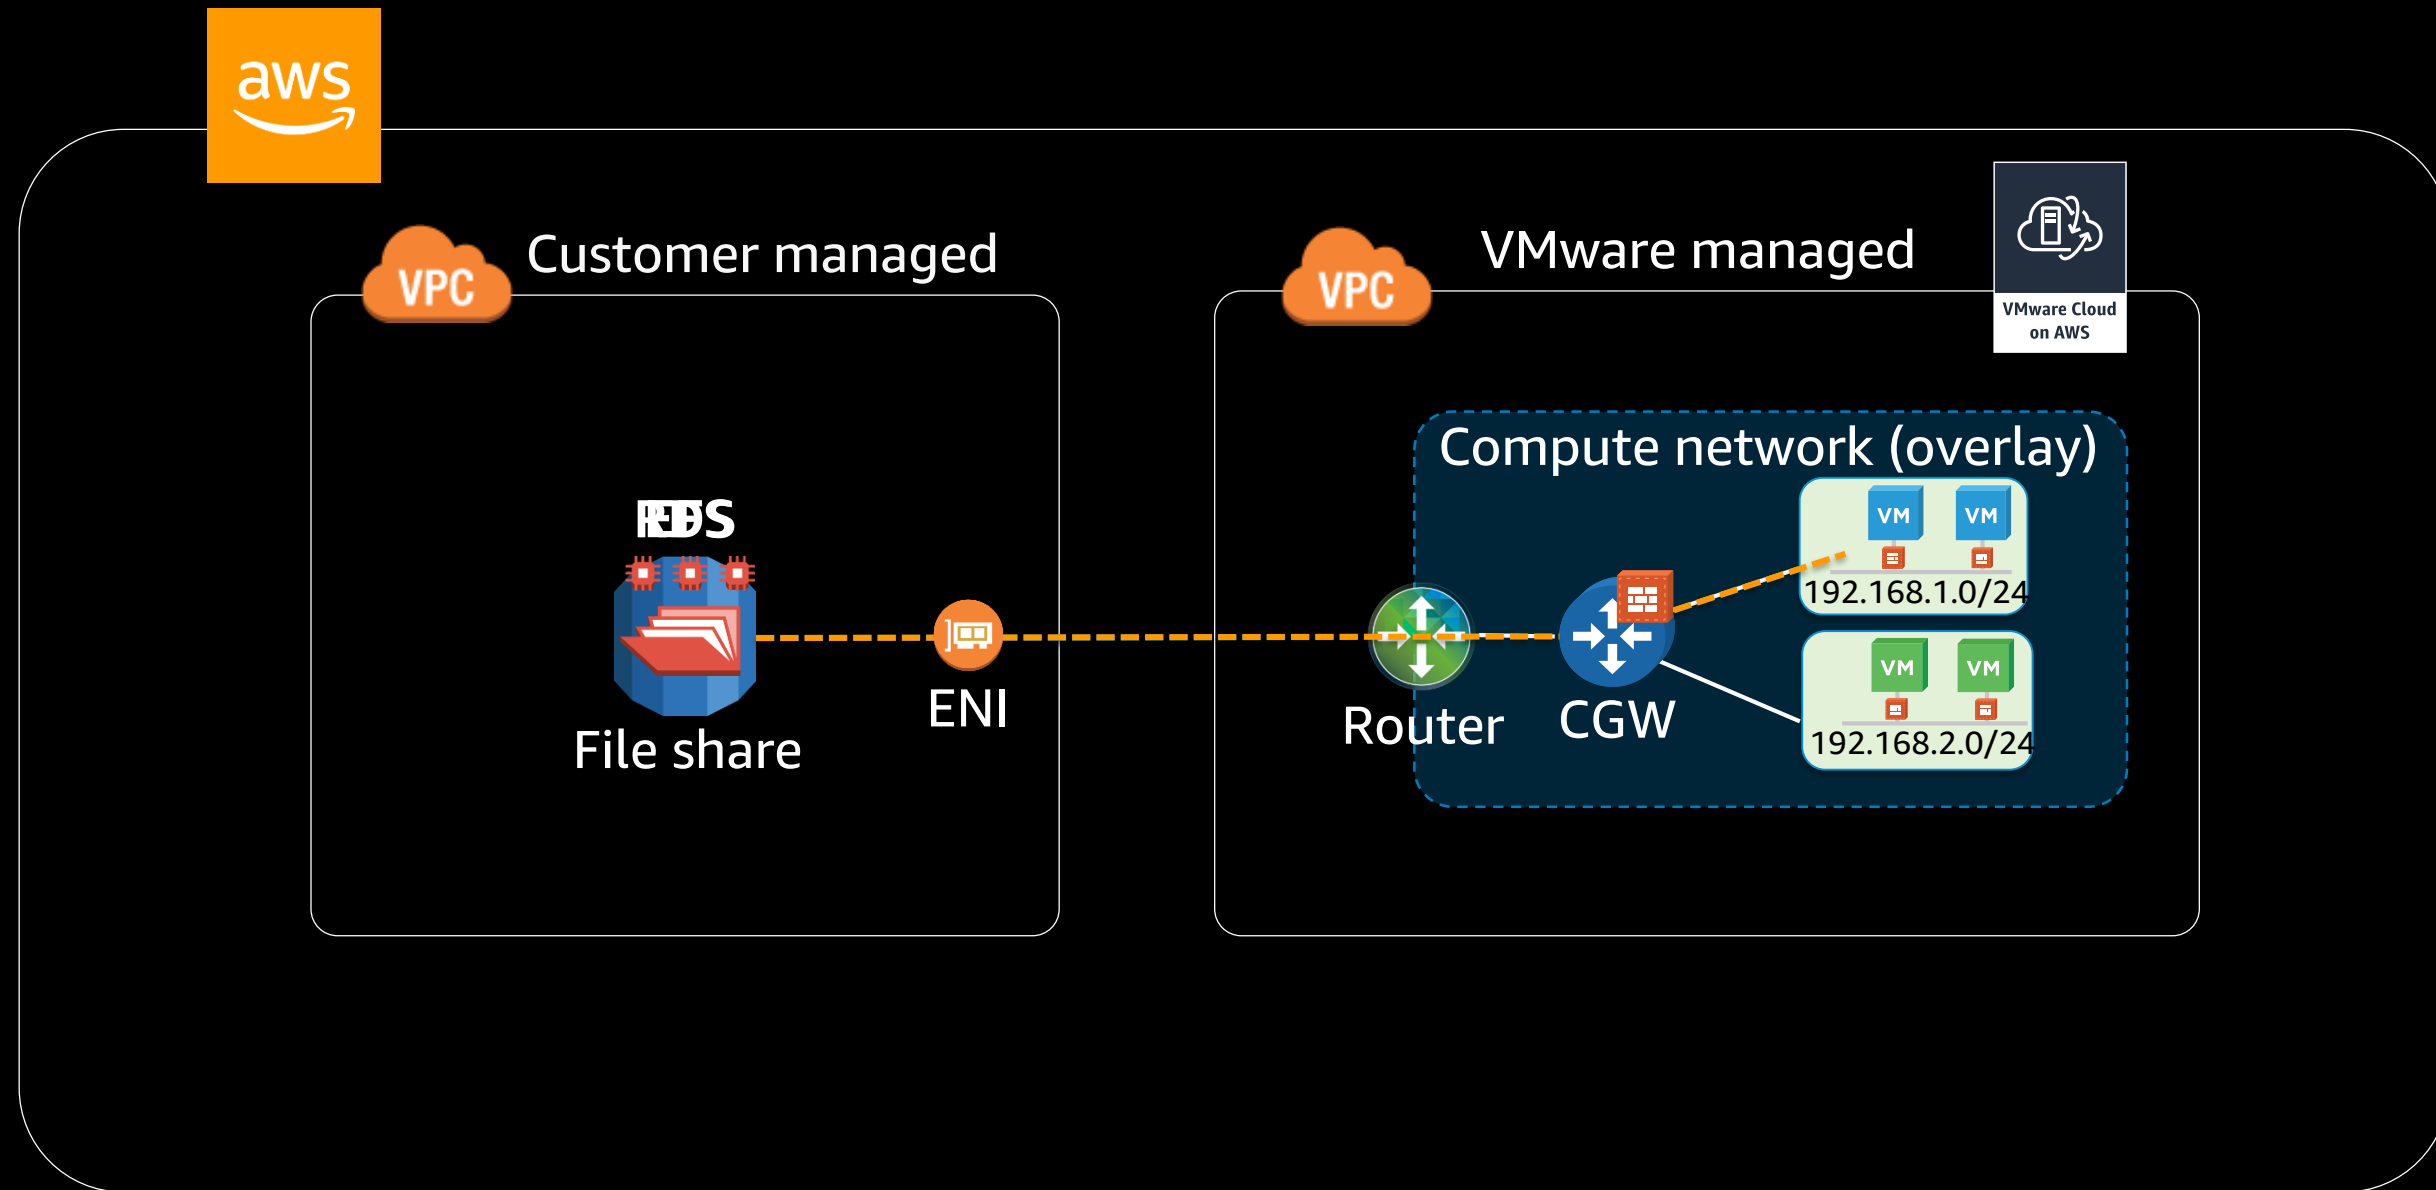 aws
VPC
Customer managed
VPC
VMware managed
VMware Cloud
on AWS
Compute network (overlay)
VM
VM
192.168.1.0/24
VM
VM
192.168.2.0/24
ENI
Router
CGW
File share